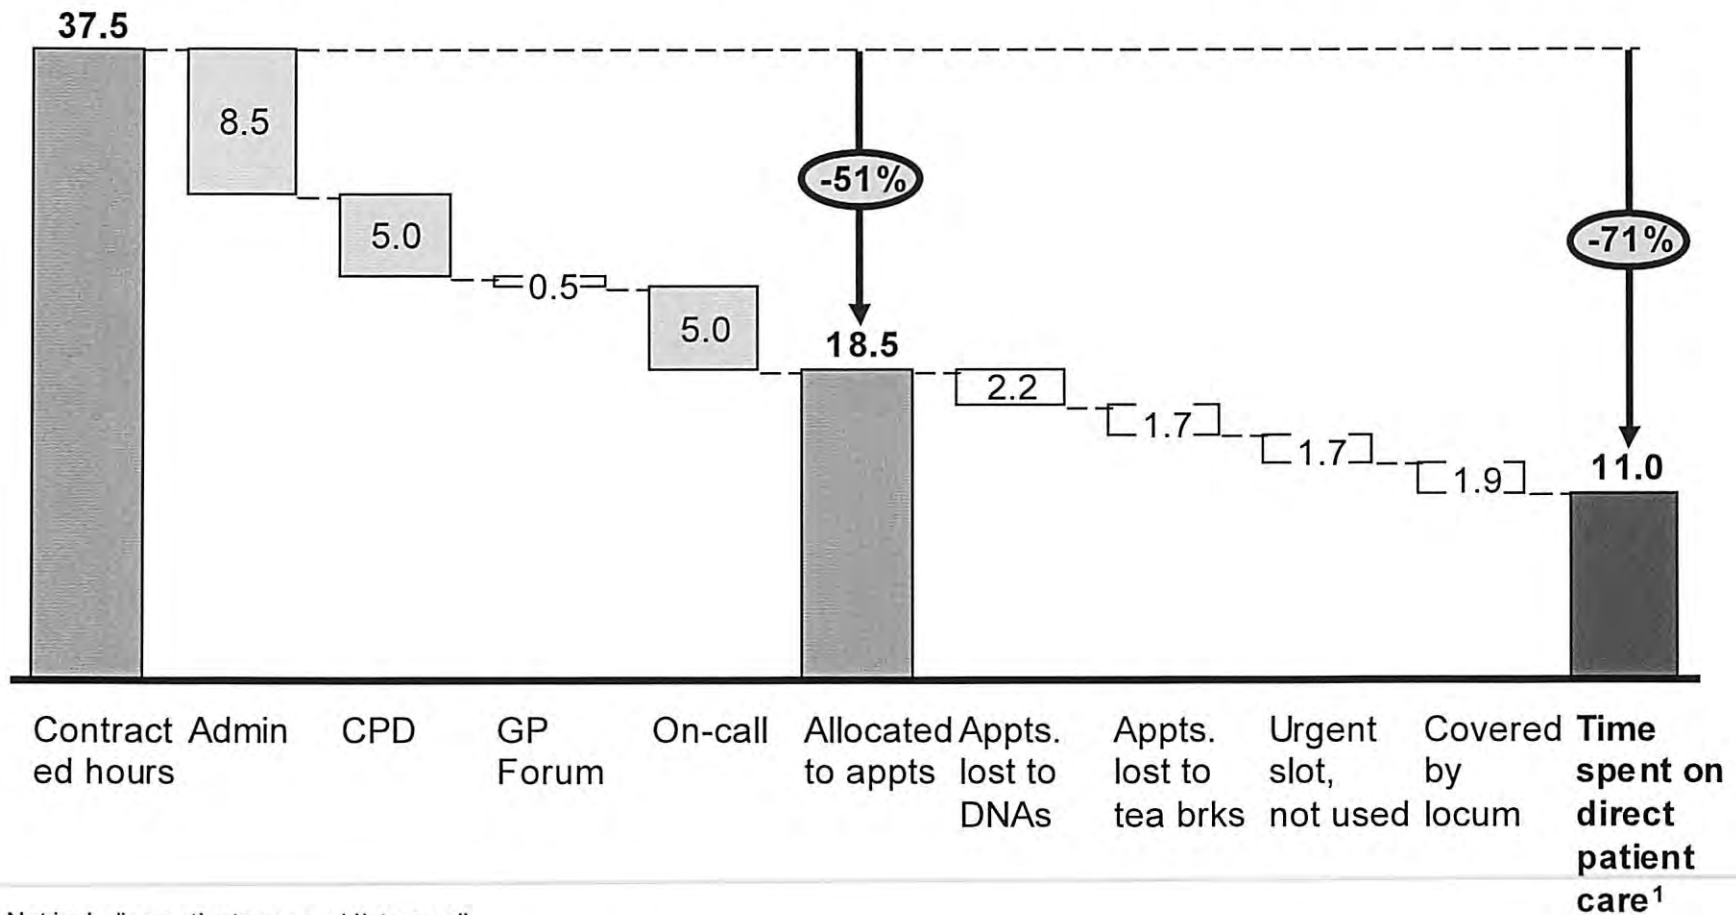 37.5
8.5
5.0
0.5
5.0
-51%
18.5
2.2
1.7
1.7
1.9
-71%
11.0
Contract
ed hours
Admin
CPD
GP
Forum
On-call
Allocated
to appts
Appts.
lost to
DNAs
Appts.
lost to
tea brks
Urgent
slot,
not used
Covered
by
locum
Time
spent on
direct
patient
care¹